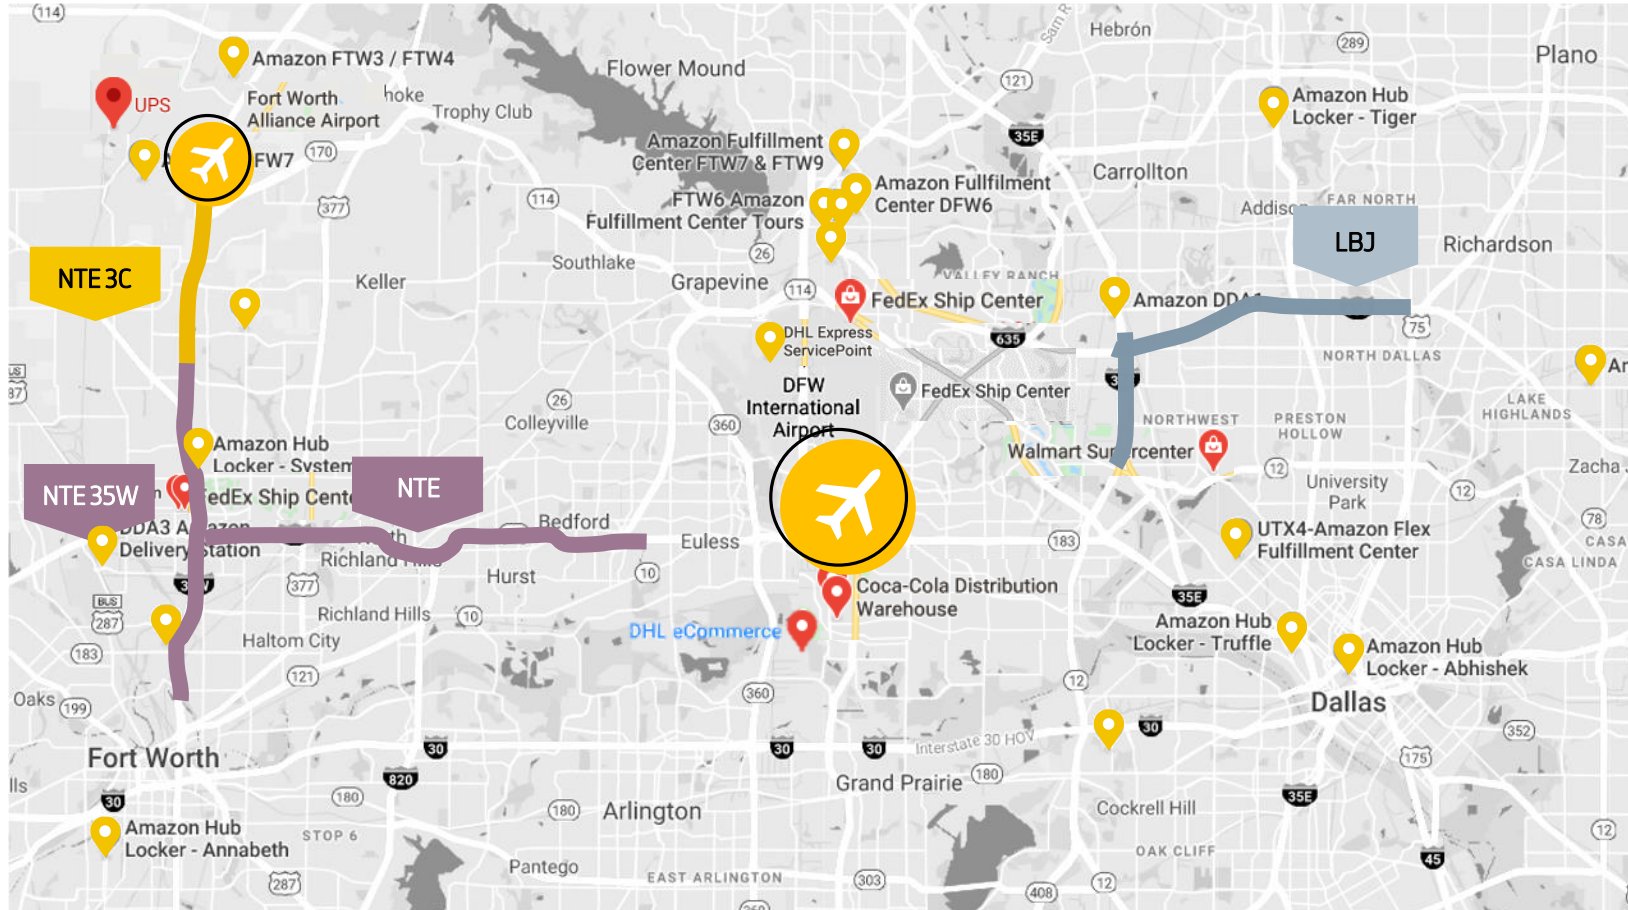 114
Hebrón
289
Plano
Amazon FTW3 / FTW4
Flower Mound
121
UPS
Fort Worth
Alliance Airport
Trophy Club
Amazon Hub
Locker - Tiger
35E
Amazon Fulfillment
Center FTW7 & FTW9
170
FW7
Carrollton
Amazon Fullfilment
Center DFW6
377
114
FTW6 Amazon
Fulfillment Center Tours
FAR NORTH
LBJ
Richardson
26
Southlake
NTE 3C
Keller
Grapevine
114
VALLEY RANCH
FedEx Ship Center
Amazon DDA1
75
DHL Express
ServicePoint
635
NORTH DALLAS
DFW
International
Airport
FedEx Ship Center
26
Colleyville
360
LAKE
HIGHLANDS
NORTHWEST
PRESTON
HOLLOW
Amazon Hub
Locker - System
Walmart Supercenter
12
Zacha
NTE 35W
NTE
FedEx Ship Cente
University
Park
12
DDA3 Amazon
Delivery Station
Bedford
North
Richland Hills
Euless
183
UTX4-Amazon Flex
Fulfillment Center
78
CASA
CASA LINDA
Hurst
10
377
BUS
287
Richland Hills
10
Coca-Cola Distribution
Warehouse
35E
Haltom City
183
DHL eCommerce
Amazon Hub
Locker - Truffle
Amazon Hub
Locker - Abhishek
121
Oaks
199
360
12
Dallas
Fort Worth
30
30
30
Interstate 30 HOV
30
352
175
820
Grand Prairie
180
30
180
180
Arlington
Cockrell Hill
35E
Amazon Hub
Locker - Annabeth
STOP 6
12
OAK CLIFF
45
Pantego
287
EAST ARLINGTON
303
408
12